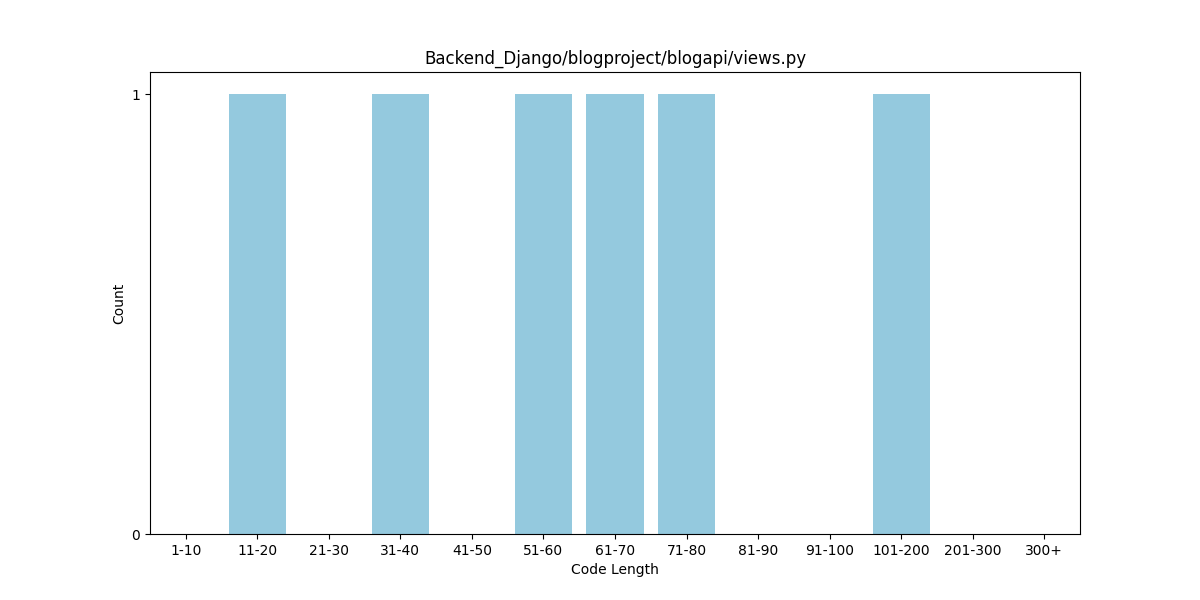 Backend_Django/blogproject/blogapi/views.py
1
Count
0
1-10 11-20 21-30 31-40 41-50 51-60 61-70 71-80 81-90 91-100 101-200 201-300 300+
Code Length